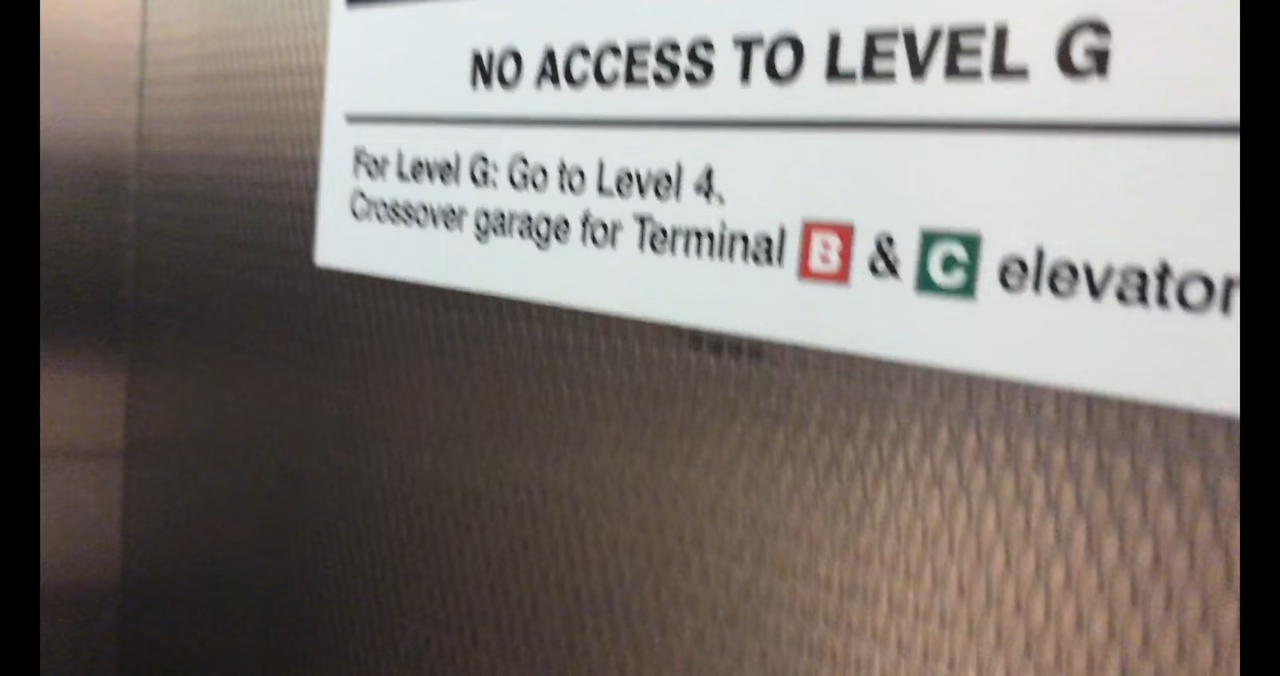 NO ACCESS TO LEVEL G
For Level G: Go to Level 4.
Crossover garage for Terminal B & C elevator